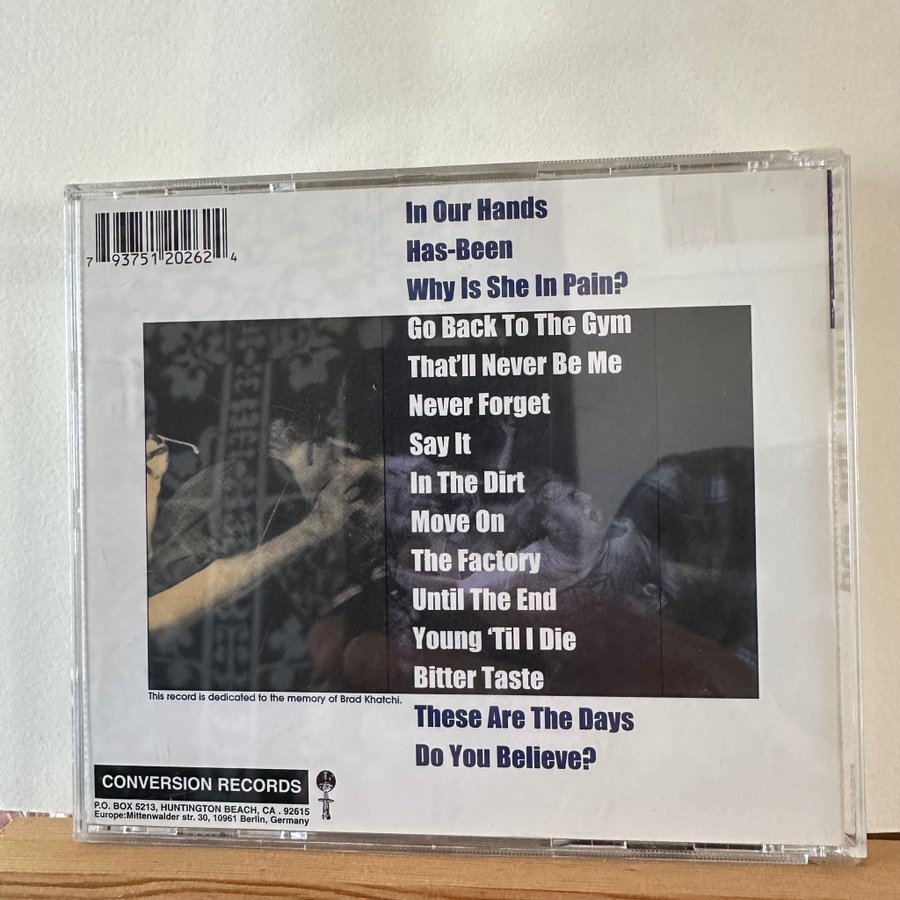 7 93751 20262 4
In Our Hands
Has-Been
Why Is She In Pain?
Go Back To The Gym
That'll Never Be Me
Never Forget
Say It
In The Dirt
Move On
The Factory
Until The End
Young ‘Til I Die
Bitter Taste
These Are The Days
Do You Believe?
This record is dedicated to the memory of Brad Khatchi.
CONVERSION RECORDS
P.O. BOX 5213, HUNTINGTON BEACH, CA . 92615
Europe:Mittenwalder str. 30, 10961 Berlin, Germany